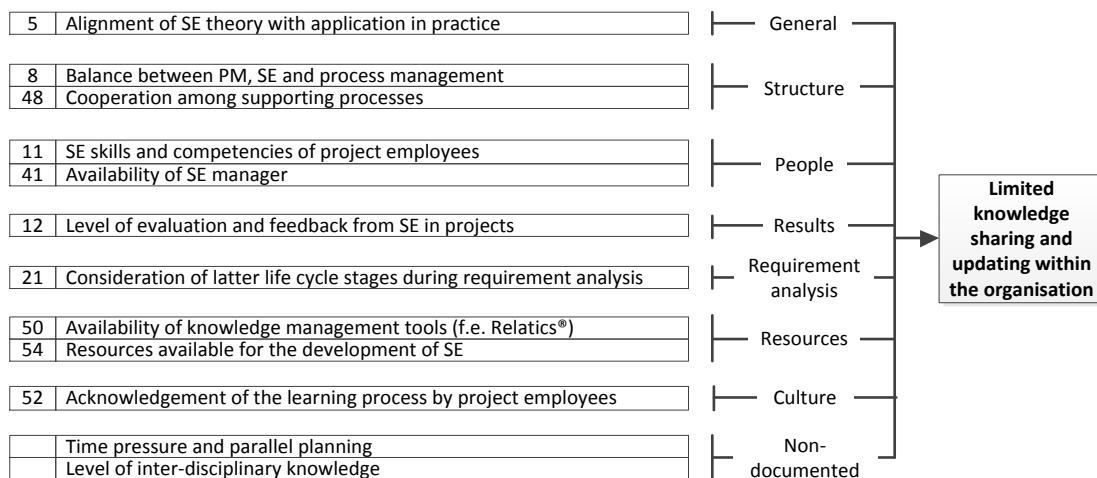 5 Alignment of SE theory with application in practice
General
8 Balance between PM, SE and process management
48 Cooperation among supporting processes
Structure
11 SE skills and competencies of project employees
41 Availability of SE manager
People
12 Level of evaluation and feedback from SE in projects
Results
21 Consideration of latter life cycle stages during requirement analysis
Requirement
analysis
50 Availability of knowledge management tools (f.e. Relatics®)
54 Resources available for the development of SE
Resources
52 Acknowledgement of the learning process by project employees
Culture
Time pressure and parallel planning
Level of inter-disciplinary knowledge
Non-
documented
Limited
knowledge
sharing and
updating within
the organisation